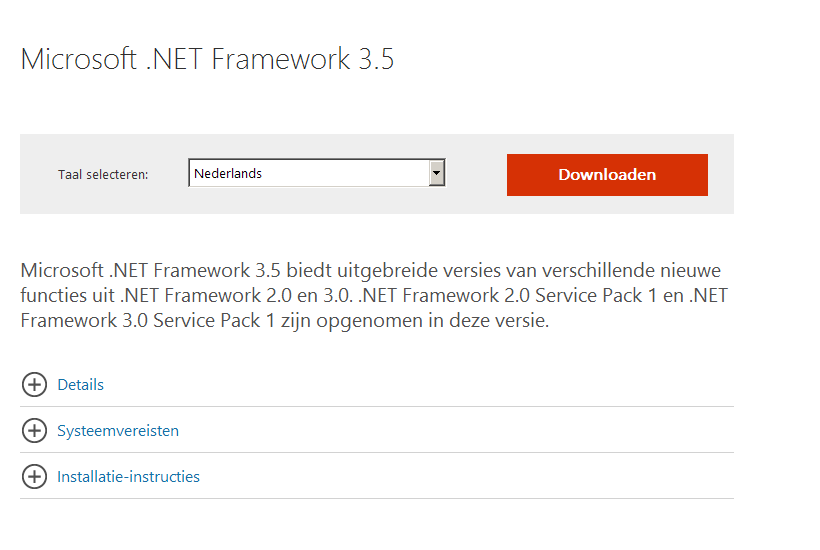 Microsoft .NET Framework 3.5
Taal selecteren:
Nederlands
Downloaden
Microsoft .NET Framework 3.5 biedt uitgebreide versies van verschillende nieuwe
functies uit .NET Framework 2.0 en 3.0. .NET Framework 2.0 Service Pack 1 en .NET
Framework 3.0 Service Pack 1 zijn opgenomen in deze versie.
Details
Systeemvereisten
Installatie-instructies